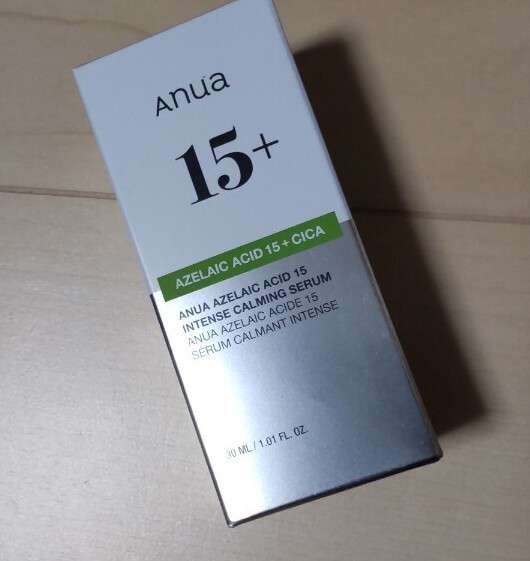 Anua
15+
AZELAIC ACID 15 + CICA
ANUA AZELAIC ACID 15
INTENSE CALMING SERUM
ANUA AZELAIC ACIDE 15
SERUM CALMANT INTENSE
30 ML / 1.01 FL. OZ.